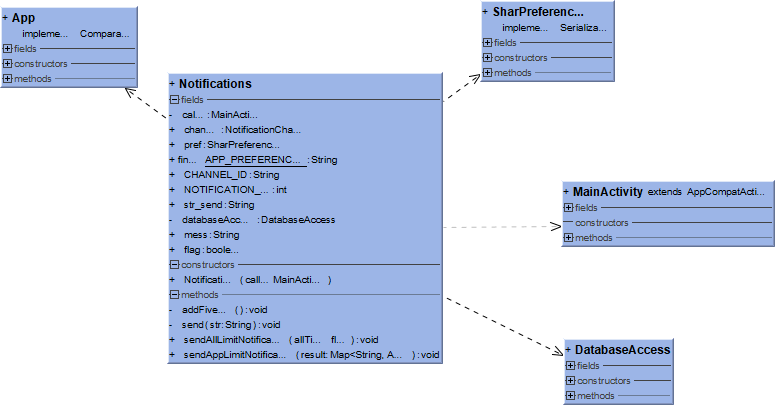 + App
impleme... Compara...
fields
constructors
methods
+ SharPreferenc...
impleme... Serializa...
fields
constructors
methods
+ Notifications
fields
- cal... : MainActi...
+ chan... : NotificationCha...
+ pref : SharPreferenc...
+ fin... APP_PREFERENC... : String
+ CHANNEL_ID : String
+ NOTIFICATION_... : int
+ str_send : String
- databaseAcc... : DatabaseAccess
+ mess : String
+ flag : boole...
constructors
+ Notificati... ( call... MainActi... )
methods
- addFive... () : void
- send ( str: String) : void
+ sendAllLimitNotifica... ( allTi... fl... ) : void
+ sendAppLimitNotifica... ( result: Map<String, A... ) : void
+ MainActivity extends AppCompatActi...
fields
constructors
methods
+ DatabaseAccess
fields
constructors
methods